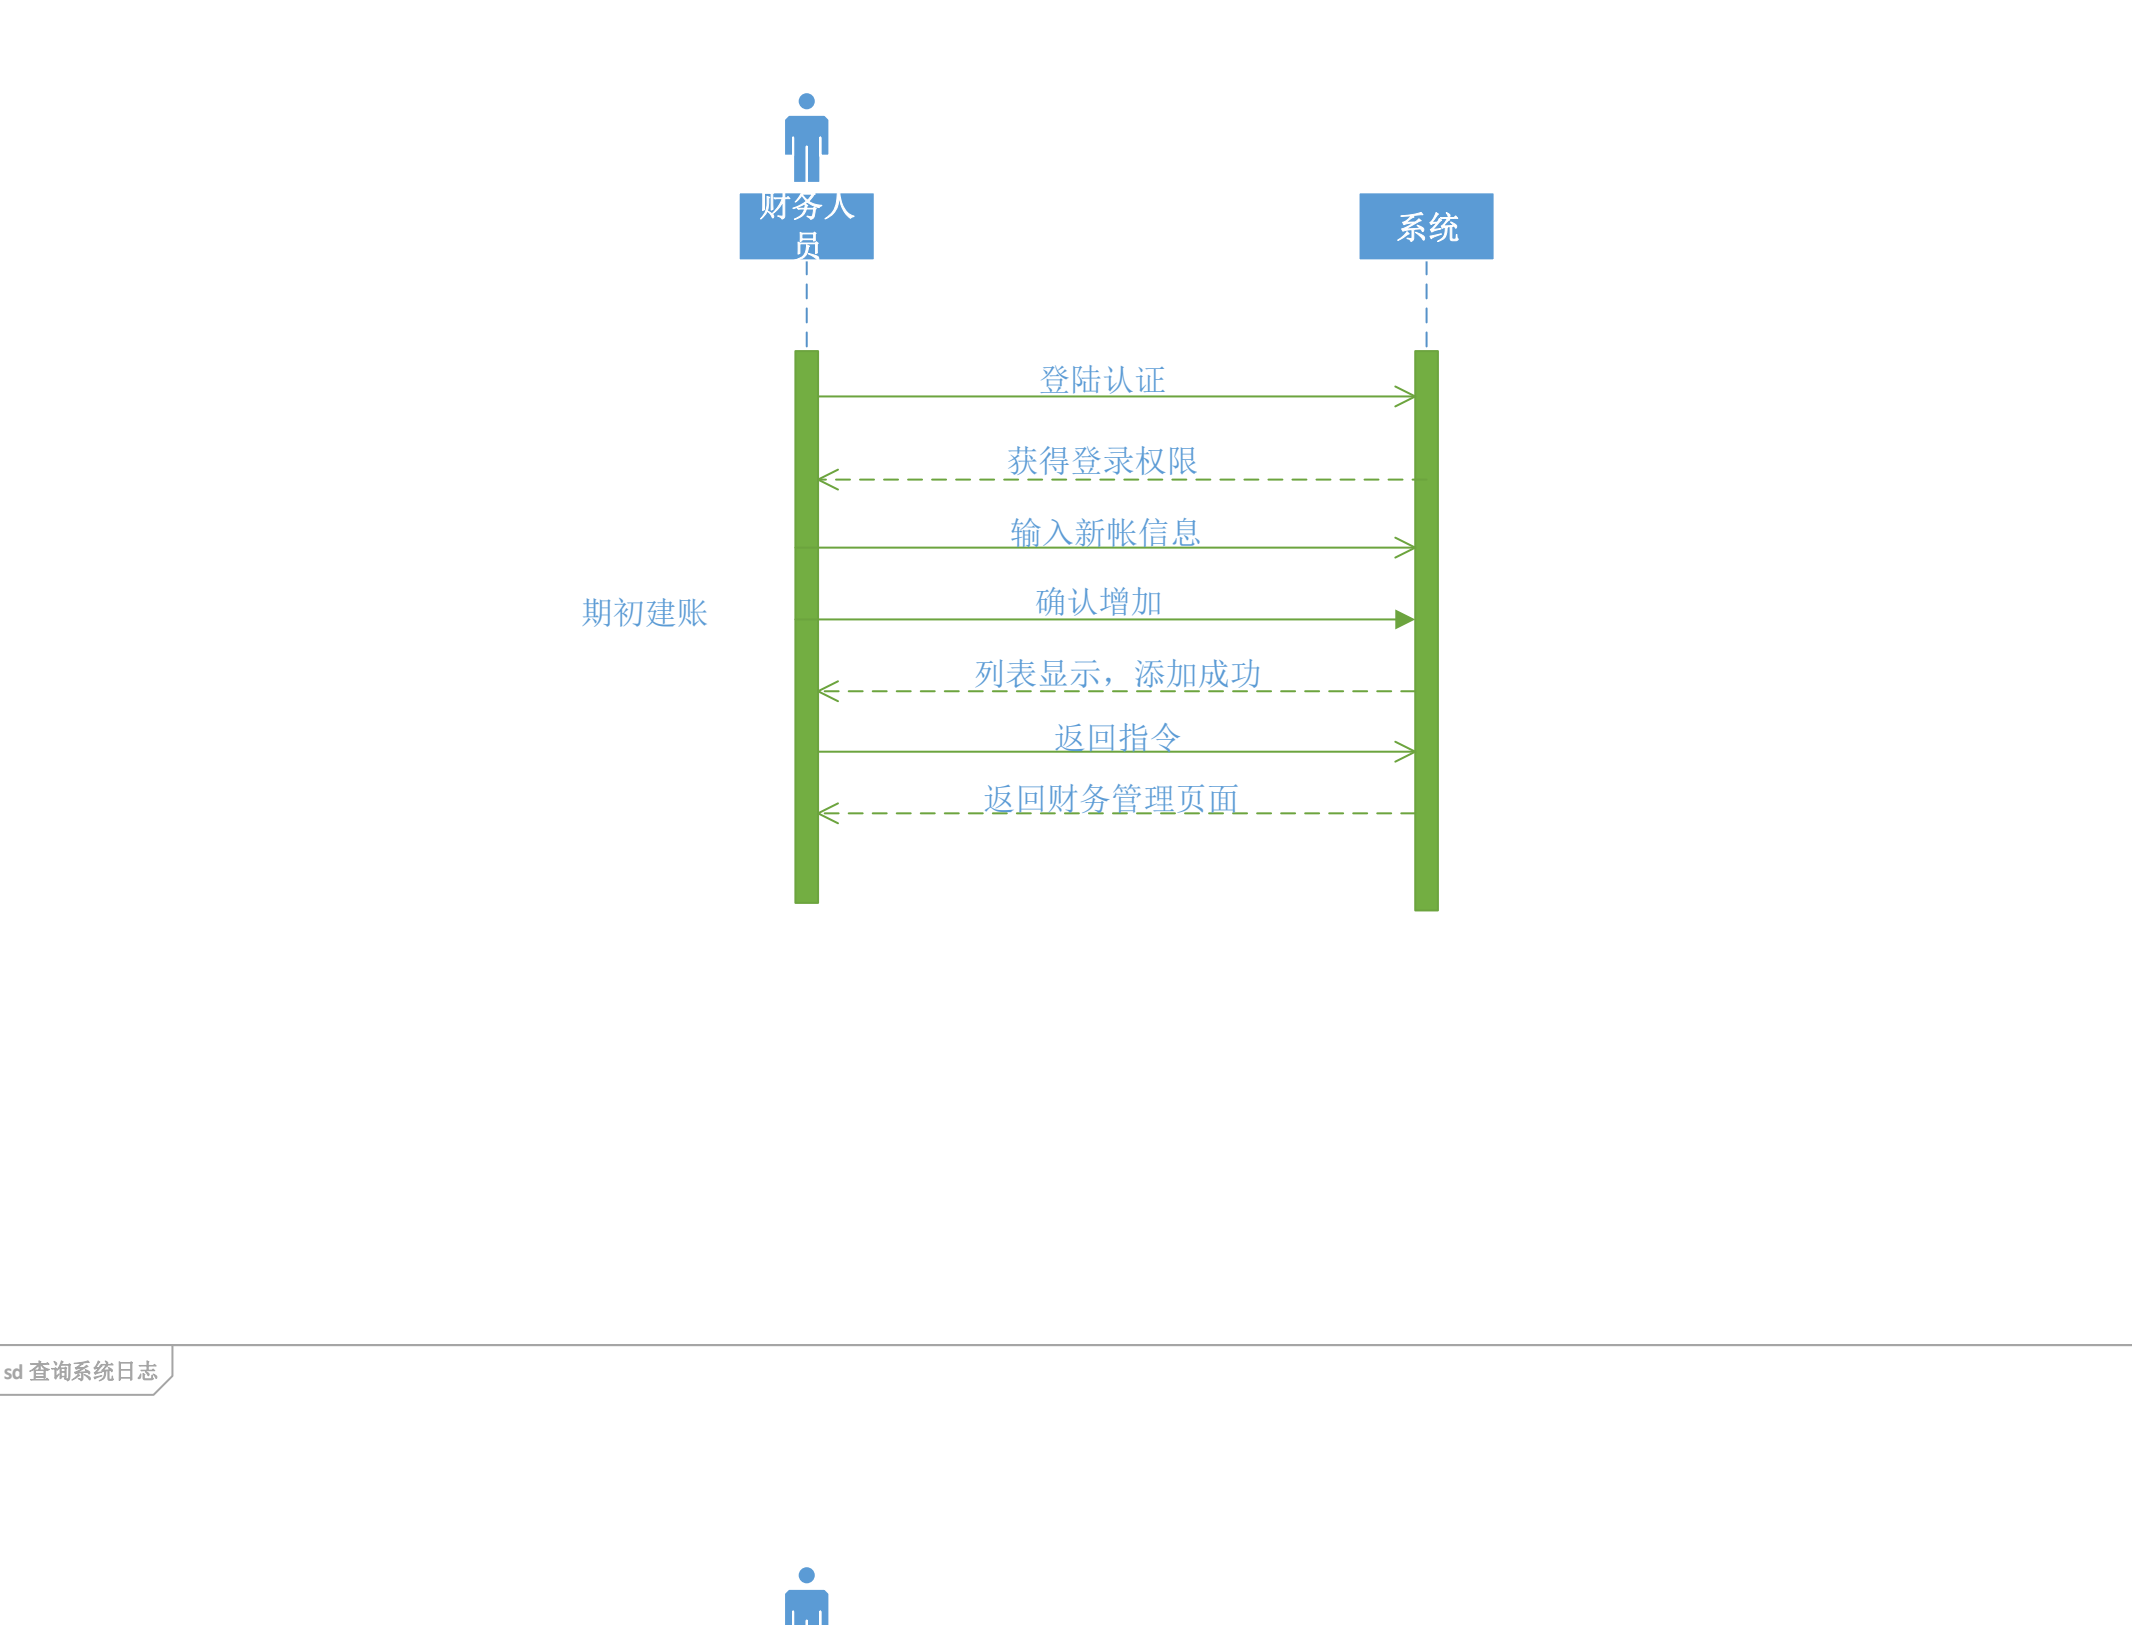 财务人
员
系统
登陆认证
获得登录权限
输入新帐信息
期初建账
确认增加
列表显示，添加成功
返回指令
返回财务管理页面
sd 查询系统日志